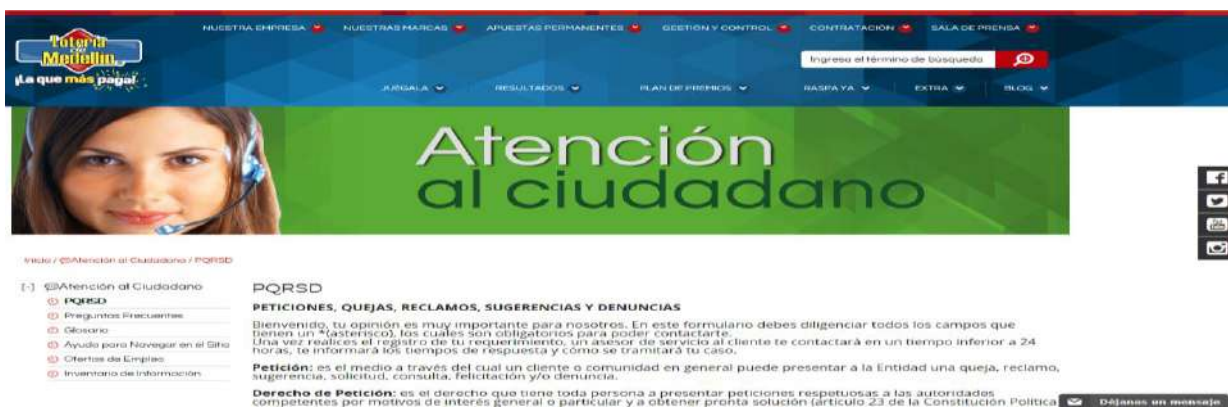 NUESTRA EMPRESA NUESTRAS MARCAS APUESTAS PERMANENTES GESTIÓN Y CONTROL CONTRATACIÓN SALA DE PRENSA
Lotería
de
Medellín
¡La que más paga!
Ingresa el término de búsqueda
JUÉGALA RESULTADOS PLAN DE PREMIOS RASPA YA EXTRA BLOG
Atención
al ciudadano
Inicio / Atención al Ciudadano / PQRSD
[-] Atención al Ciudadano
PQRSD
Preguntas Frecuentes
Glosario
Ayuda para Navegar en el Sitio
Ofertas de Empleo
Inventario de Información
PQRSD
PETICIONES, QUEJAS, RECLAMOS, SUGERENCIAS Y DENUNCIAS
Bienvenido, tu opinión es muy importante para nosotros. En este formulario debes diligenciar todos los campos que
tienen un *(asterisco), los cuales son obligatorios para poder contactarte.
Una vez realices el registro de tu requerimiento, un asesor de servicio al cliente te contactará en un tiempo inferior a 24
horas, te informará los tiempos de respuesta y cómo se tramitará tu caso.
Petición: es el medio a través del cual un cliente o comunidad en general puede presentar a la Entidad una queja, reclamo,
sugerencia, solicitud, consulta, felicitación y/o denuncia.
Derecho de Petición: es el derecho que tiene toda persona a presentar peticiones respetuosas a las autoridades
competentes por motivos de interés general o particular y a obtener pronta solución (artículo 23 de la Constitución Política
Déjanos un mensaje